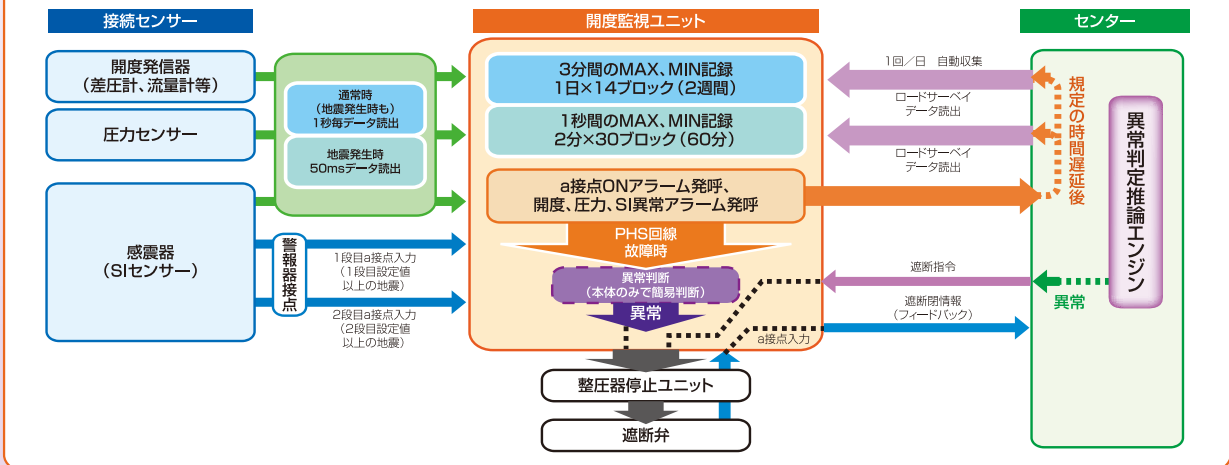 接続センサー
開度発信器
（差圧計、流量計等）
圧力センサー
感震器
（SIセンサー）
通常時
（地震発生時も）
1秒毎データ読出
地震発生時
50msデータ読出
警報器接点
1段目a接点入力
（1段目設定値
以上の地震）
2段目a接点入力
（2段目設定値
以上の地震）
開度監視ユニット
3分間のMAX、MIN記録
1日×14ブロック（2週間）
1秒間のMAX、MIN記録
2分×30ブロック（60分）
a接点ONアラーム発呼、
開度、圧力、SI異常アラーム発呼
PHS回線
故障時
異常判断
（本体のみで簡易判断）
異常
a接点入力
整圧器停止ユニット
遮断弁
1回／日　自動収集
ロードサーベイ
データ読出
ロードサーベイ
データ読出
遮断指令
遮断閉情報
（フィードバック）
センター
規定の時間遅延後
異常判定推論エンジン
異常